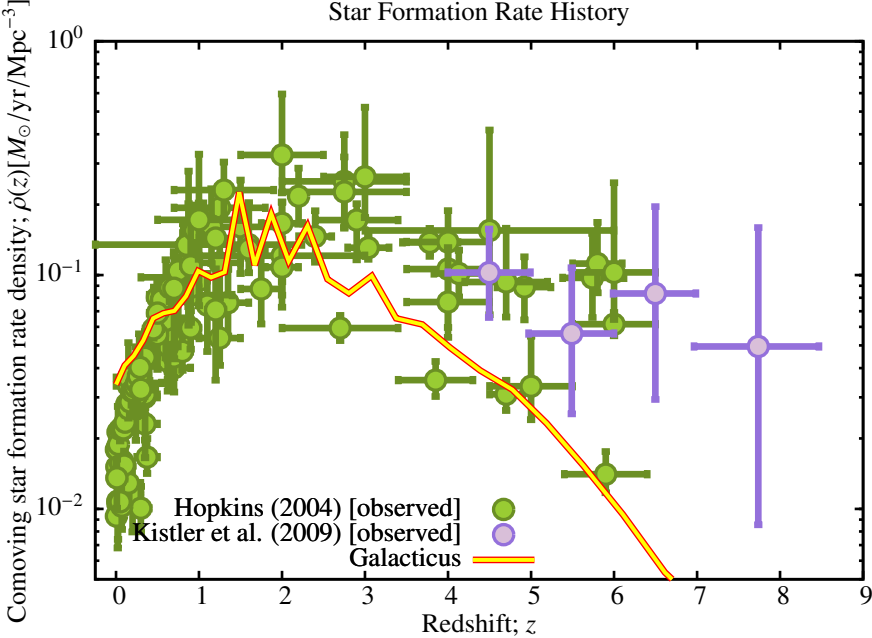 Star Formation Rate History
Comoving star formation rate density; ρ̇(z)[M⊙/yr/Mpc⁻³]
10⁰
10⁻¹
10⁻²
Hopkins (2004) [observed]
Kistler et al. (2009) [observed]
Galacticus
0 1 2 3 4 5 6 7 8 9
Redshift; z